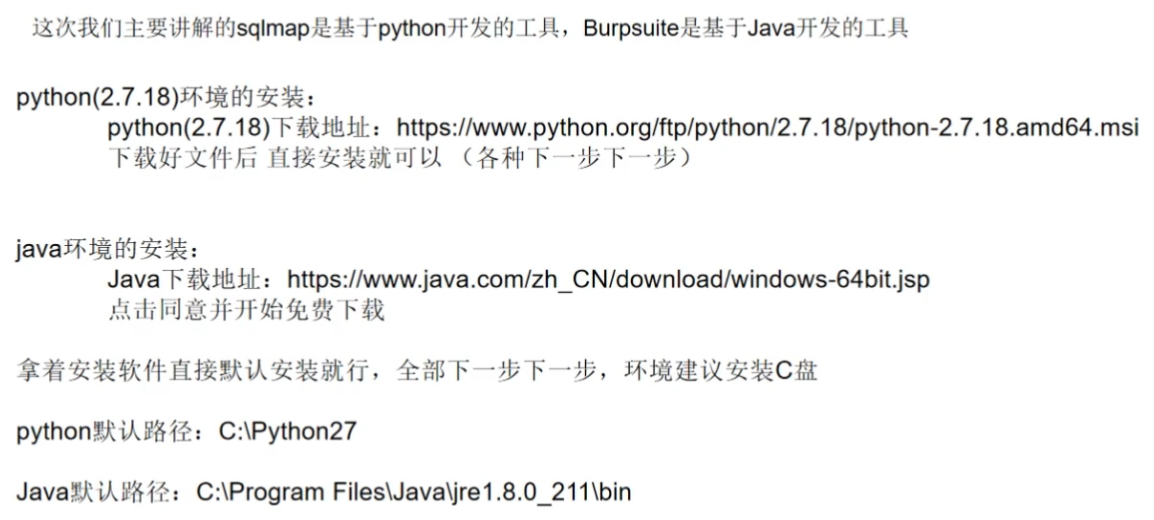 这次我们主要讲解的sqlmap是基于python开发的工具，Burpsuite是基于Java开发的工具
python(2.7.18)环境的安装：
python(2.7.18)下载地址：https://www.python.org/ftp/python/2.7.18/python-2.7.18.amd64.msi
下载好文件后 直接安装就可以 （各种下一步下一步）
java环境的安装：
Java下载地址：https://www.java.com/zh_CN/download/windows-64bit.jsp
点击同意并开始免费下载
拿着安装软件直接默认安装就行，全部下一步下一步，环境建议安装C盘
python默认路径：C:\Python27
Java默认路径：C:\Program Files\Java\jre1.8.0_211\bin